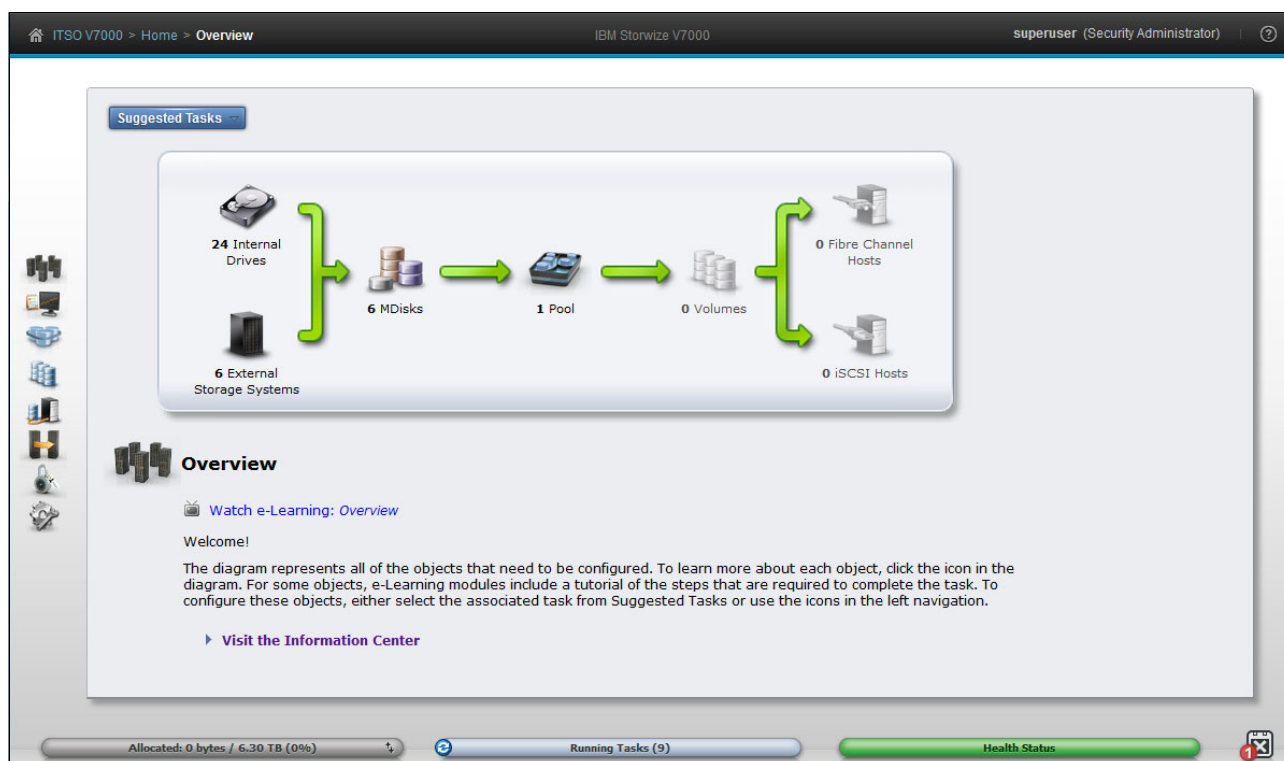 ITSO V7000 > Home > Overview
IBM Storwize V7000
superuser (Security Administrator)
?
Suggested Tasks
24 Internal
Drives
6 External
Storage Systems
6 MDisks
1 Pool
0 Volumes
0 Fibre Channel
Hosts
0 iSCSI Hosts
Overview
Watch e-Learning: Overview
Welcome!
The diagram represents all of the objects that need to be configured. To learn more about each object, click the icon in the
diagram. For some objects, e-Learning modules include a tutorial of the steps that are required to complete the task. To
configure these objects, either select the associated task from Suggested Tasks or use the icons in the left navigation.
Visit the Information Center
Allocated: 0 bytes / 6.30 TB (0%)
Running Tasks (9)
Health Status
1